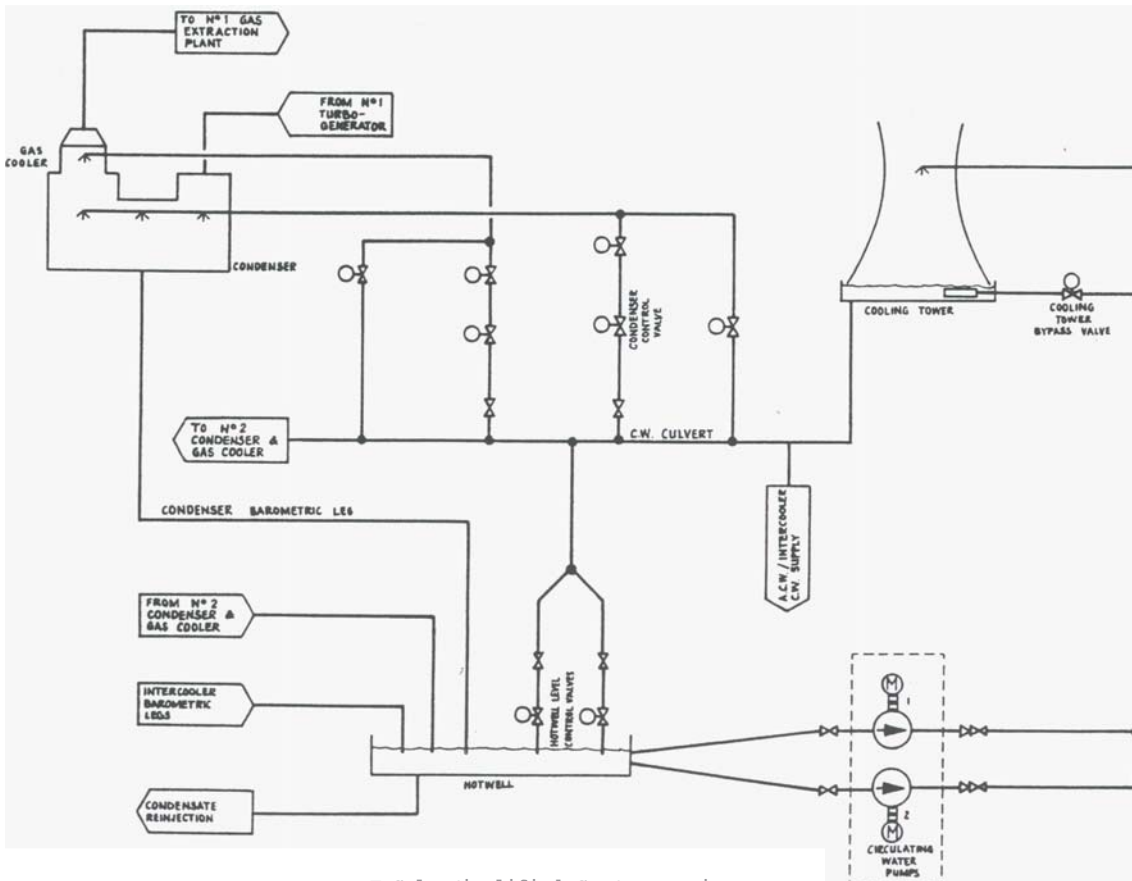 TO Nº1 GAS
EXTRACTION
PLANT
FROM Nº1
TURBO-
GENERATOR
GAS
COOLER
CONDENSER
CONDENSER
CONTROL
VALVE
COOLING TOWER
COOLING
TOWER
BYPASS VALVE
TO Nº2
CONDENSER &
GAS COOLER
C.W. CULVERT
CONDENSER BAROMETRIC LEG
A.C.W./INTERCOOLER
C.W. SUPPLY
FROM Nº2
CONDENSER &
GAS COOLER
INTERCOOLER
BAROMETRIC
LEGS
HOTWELL LEVEL
CONTROL VALVES
HOTWELL
CONDENSATE
REINJECTION
M
1
2
M
CIRCULATING
WATER
PUMPS